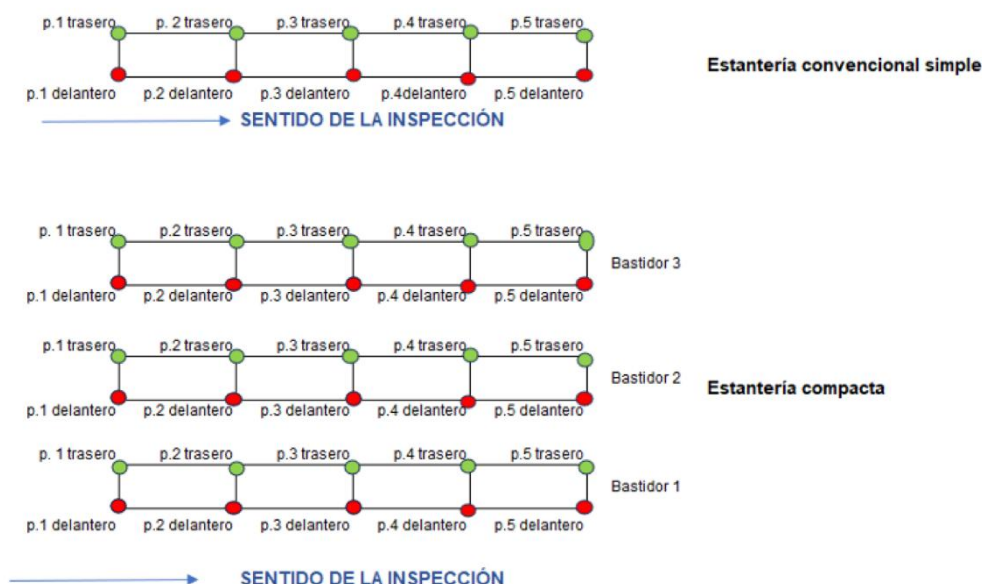 p.1 trasero p. 2 trasero p.3 trasero p.4 trasero p.5 trasero
Estantería convencional simple
p.1 delantero p.2 delantero p.3 delantero p.4delantero p.5 delantero
SENTIDO DE LA INSPECCIÓN
p. 1 trasero p.2 trasero p.3 trasero p.4 trasero p.5 trasero
Bastidor 3
p.1 delantero p.2 delantero p.3 delantero p.4 delantero p.5 delantero
p.1 trasero p.2 trasero p.3 trasero p.4 trasero p.5 trasero
Bastidor 2
Estantería compacta
p.1 delantero p.2 delantero p.3 delantero p.4 delantero p.5 delantero
p. 1 trasero p.2 trasero p.3 trasero p.4 trasero p.5 trasero
Bastidor 1
p.1 delantero p.2 delantero p.3 delantero p.4 delantero p.5 delantero
SENTIDO DE LA INSPECCIÓN